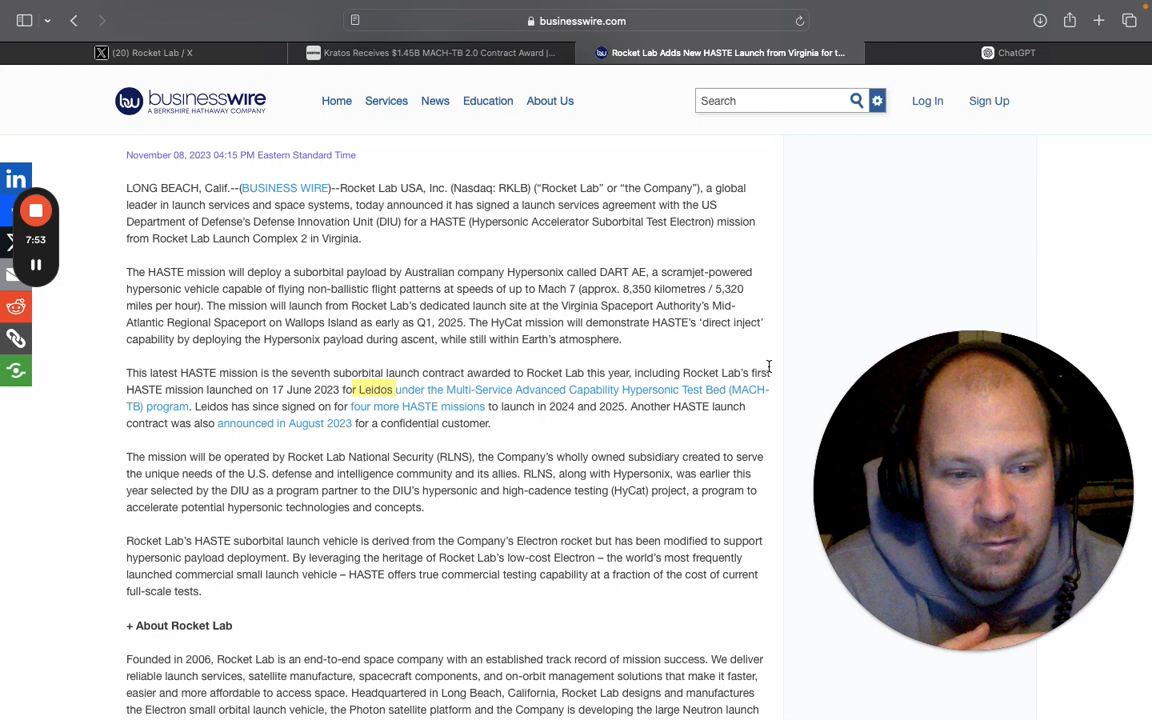 businesswire.com
(20) Rocket Lab / X
Kratos Receives $1.45B MACH-TB 2.0 Contract Award |...
Rocket Lab Adds New HASTE Launch from Virginia for t...
ChatGPT
bw businesswire
A BERKSHIRE HATHAWAY COMPANY
Home Services News Education About Us
Search
Log In Sign Up
November 08, 2023 04:15 PM Eastern Standard Time
LONG BEACH, Calif.--(BUSINESS WIRE)--Rocket Lab USA, Inc. (Nasdaq: RKLB) (“Rocket Lab” or “the Company”), a global
leader in launch services and space systems, today announced it has signed a launch services agreement with the US
Department of Defense’s Defense Innovation Unit (DIU) for a HASTE (Hypersonic Accelerator Suborbital Test Electron) mission
from Rocket Lab Launch Complex 2 in Virginia.
The HASTE mission will deploy a suborbital payload by Australian company Hypersonix called DART AE, a scramjet-powered
hypersonic vehicle capable of flying non-ballistic flight patterns at speeds of up to Mach 7 (approx. 8,350 kilometres / 5,320
miles per hour). The mission will launch from Rocket Lab’s dedicated launch site at the Virginia Spaceport Authority’s Mid-
Atlantic Regional Spaceport on Wallops Island as early as Q1, 2025. The HyCat mission will demonstrate HASTE’s ‘direct inject’
capability by deploying the Hypersonix payload during ascent, while still within Earth’s atmosphere.
This latest HASTE mission is the seventh suborbital launch contract awarded to Rocket Lab this year, including Rocket Lab’s first
HASTE mission launched on 17 June 2023 for Leidos under the Multi-Service Advanced Capability Hypersonic Test Bed (MACH-
TB) program. Leidos has since signed on for four more HASTE missions to launch in 2024 and 2025. Another HASTE launch
contract was also announced in August 2023 for a confidential customer.
The mission will be operated by Rocket Lab National Security (RLNS), the Company’s wholly owned subsidiary created to serve
the unique needs of the U.S. defense and intelligence community and its allies. RLNS, along with Hypersonix, was earlier this
year selected by the DIU as a program partner to the DIU’s hypersonic and high-cadence testing (HyCat) project, a program to
accelerate potential hypersonic technologies and concepts.
Rocket Lab’s HASTE suborbital launch vehicle is derived from the Company’s Electron rocket but has been modified to support
hypersonic payload deployment. By leveraging the heritage of Rocket Lab’s low-cost Electron – the world’s most frequently
launched commercial small launch vehicle – HASTE offers true commercial testing capability at a fraction of the cost of current
full-scale tests.
+ About Rocket Lab
Founded in 2006, Rocket Lab is an end-to-end space company with an established track record of mission success. We deliver
reliable launch services, satellite manufacture, spacecraft components, and on-orbit management solutions that make it faster,
easier and more affordable to access space. Headquartered in Long Beach, California, Rocket Lab designs and manufactures
the Electron small orbital launch vehicle, the Photon satellite platform and the Company is developing the large Neutron launch
in
7:53